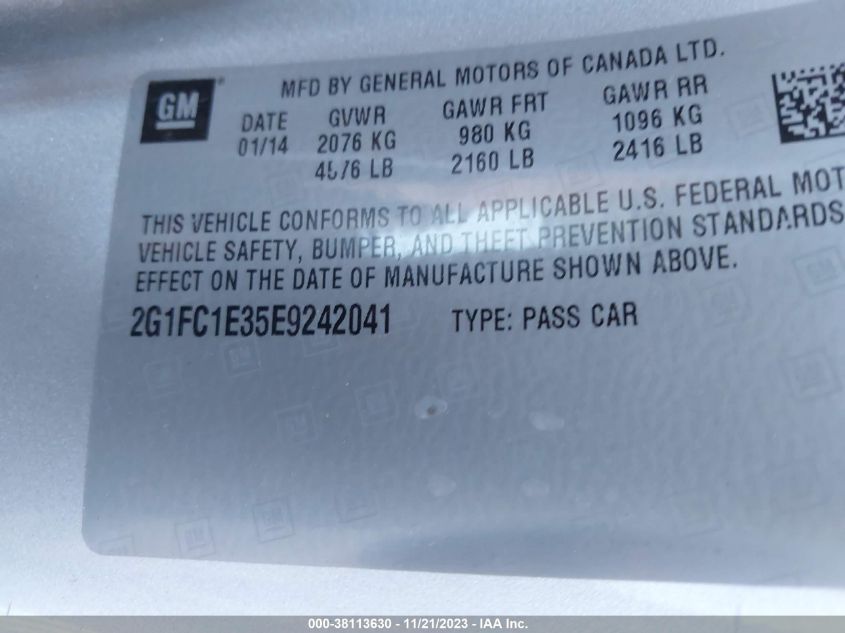 GM
MFD BY GENERAL MOTORS OF CANADA LTD.
DATE GVWR GAWR FRT GAWR RR
01/14 2076 KG 980 KG 1096 KG
4576 LB 2160 LB 2416 LB
THIS VEHICLE CONFORMS TO ALL APPLICABLE U.S. FEDERAL MOT
VEHICLE SAFETY, BUMPER, AND THEFT PREVENTION STANDARDS
EFFECT ON THE DATE OF MANUFACTURE SHOWN ABOVE.
2G1FC1E35E9242041 TYPE: PASS CAR
000-38113630 - 11/21/2023 - IAA Inc.